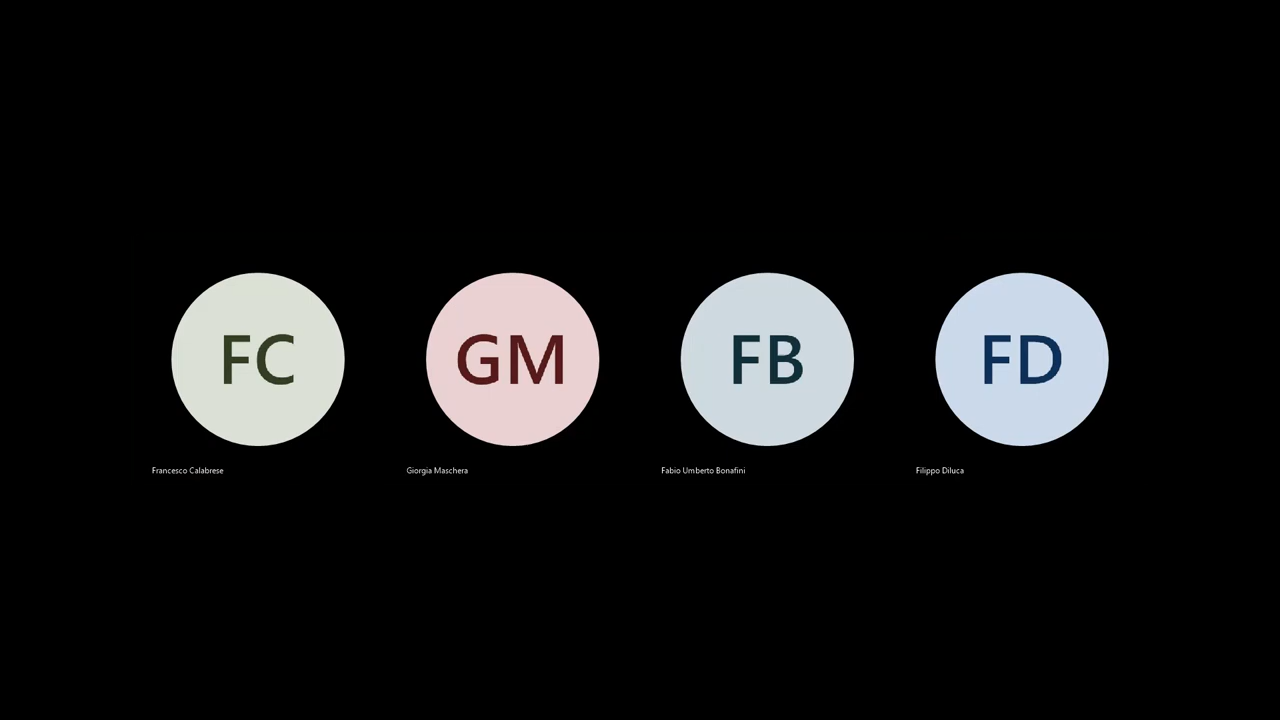 FC
GM
FB
FD
Francesco Calabrese
Giorgia Maschera
Fabio Umberto Bonafini
Filippo Diluca